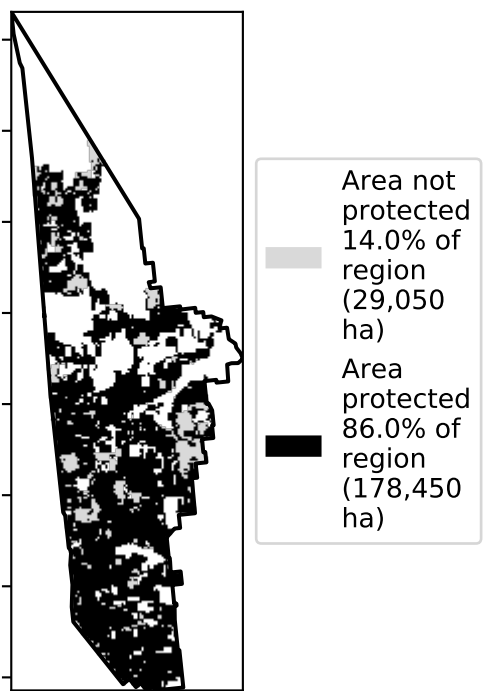 Area not
protected
14.0% of
region
(29,050
ha)
Area
protected
86.0% of
region
(178,450
ha)